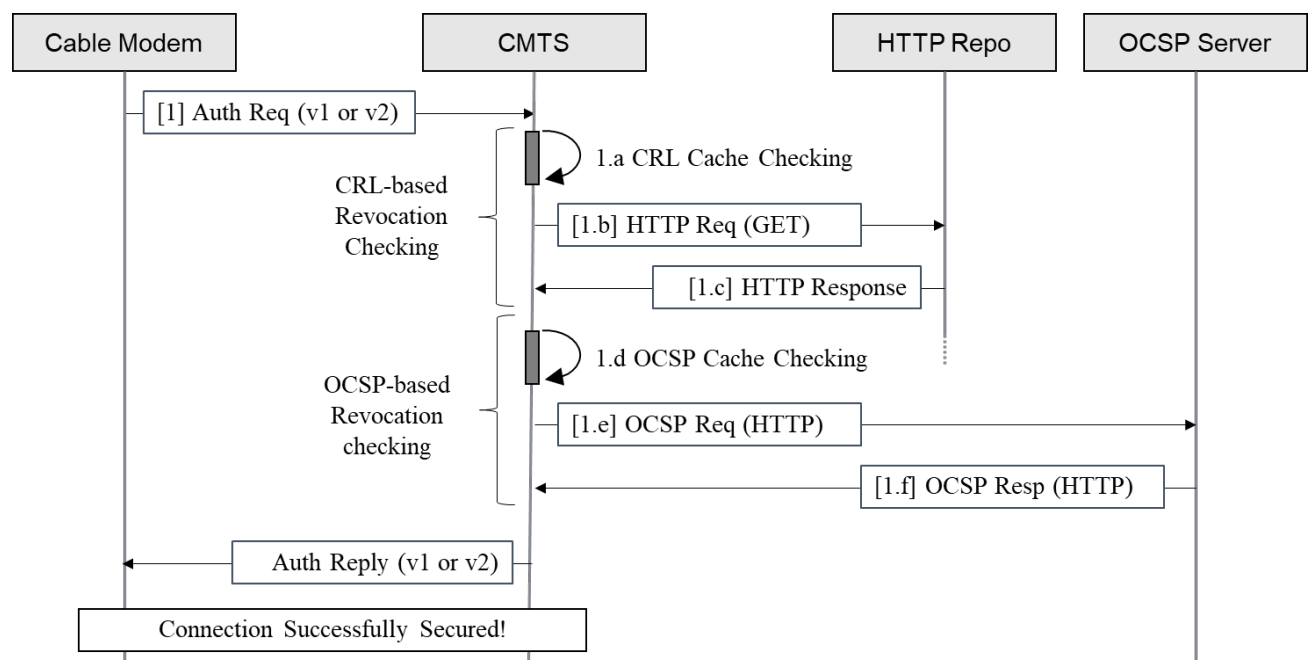 Cable Modem
CMTS
HTTP Repo
OCSP Server
[1] Auth Req (v1 or v2)
1.a CRL Cache Checking
CRL-based
Revocation
Checking
[1.b] HTTP Req (GET)
[1.c] HTTP Response
1.d OCSP Cache Checking
OCSP-based
Revocation
checking
[1.e] OCSP Req (HTTP)
[1.f] OCSP Resp (HTTP)
Auth Reply (v1 or v2)
Connection Successfully Secured!